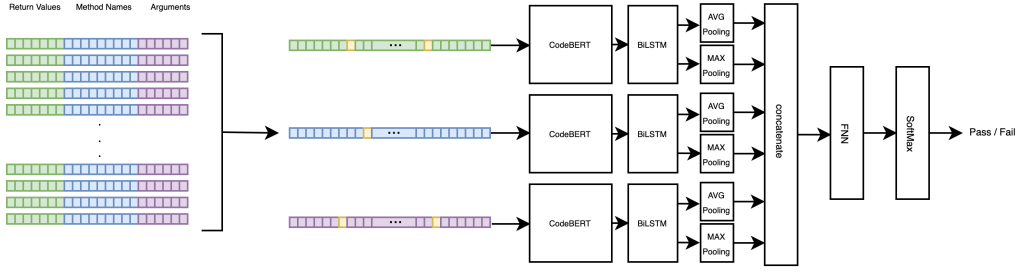 Return Values Method Names Arguments
CodeBERT
BiLSTM
AVG
Pooling
MAX
Pooling
CodeBERT
BiLSTM
AVG
Pooling
MAX
Pooling
CodeBERT
BiLSTM
AVG
Pooling
MAX
Pooling
concatenate
FNN
SoftMax
Pass / Fail